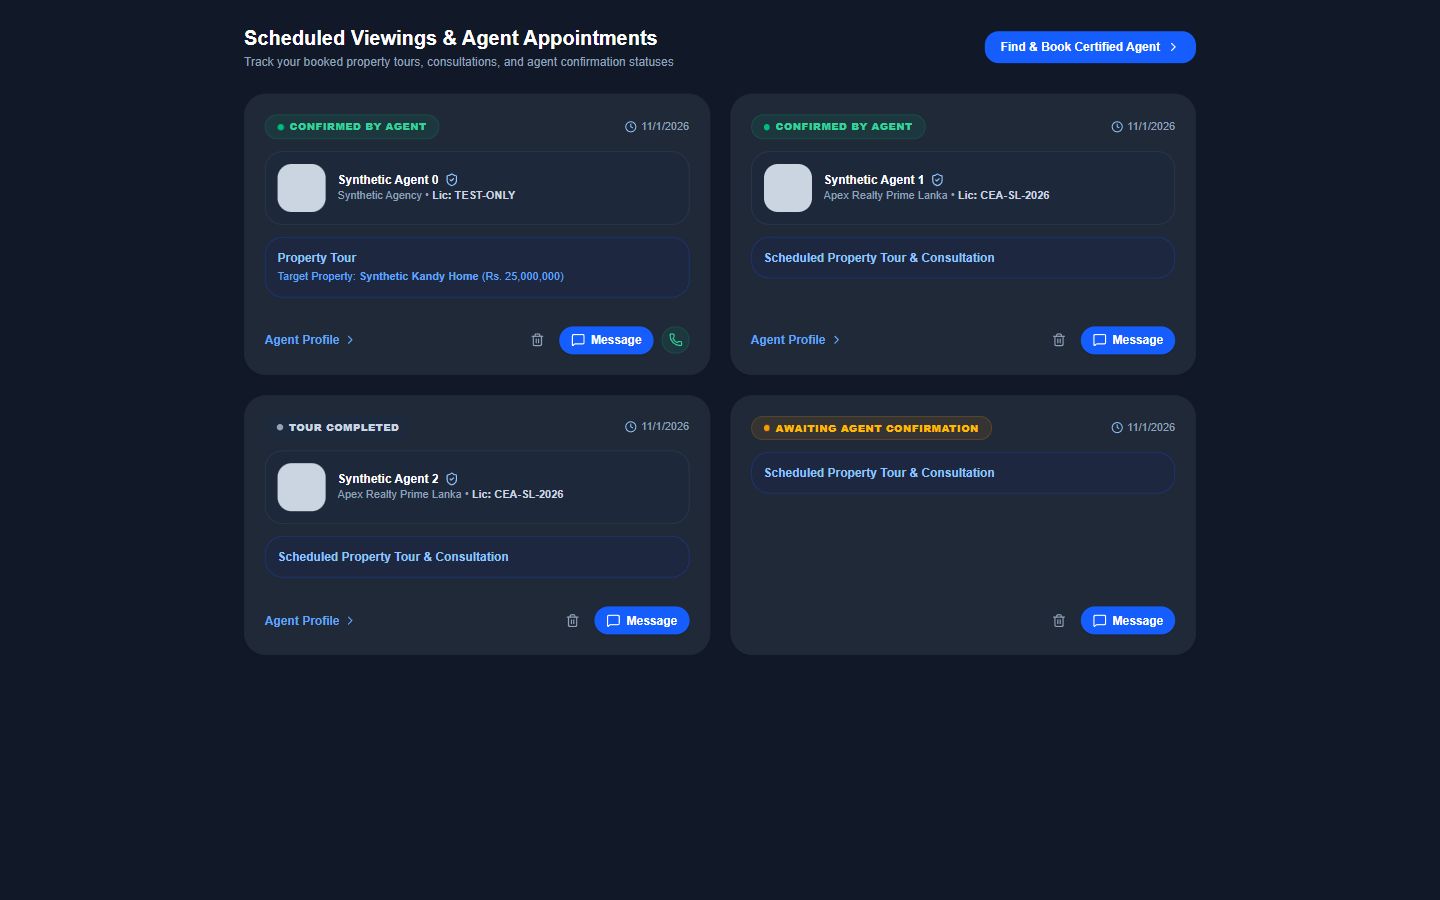 Scheduled Viewings & Agent Appointments
Track your booked property tours, consultations, and agent confirmation statuses
Find & Book Certified Agent
CONFIRMED BY AGENT
11/1/2026
Synthetic Agent 0
Synthetic Agency • Lic: TEST-ONLY
Property Tour
Target Property: Synthetic Kandy Home (Rs. 25,000,000)
Agent Profile
Message
CONFIRMED BY AGENT
11/1/2026
Synthetic Agent 1
Apex Realty Prime Lanka • Lic: CEA-SL-2026
Scheduled Property Tour & Consultation
Agent Profile
Message
TOUR COMPLETED
11/1/2026
Synthetic Agent 2
Apex Realty Prime Lanka • Lic: CEA-SL-2026
Scheduled Property Tour & Consultation
Agent Profile
Message
AWAITING AGENT CONFIRMATION
11/1/2026
Scheduled Property Tour & Consultation
Message